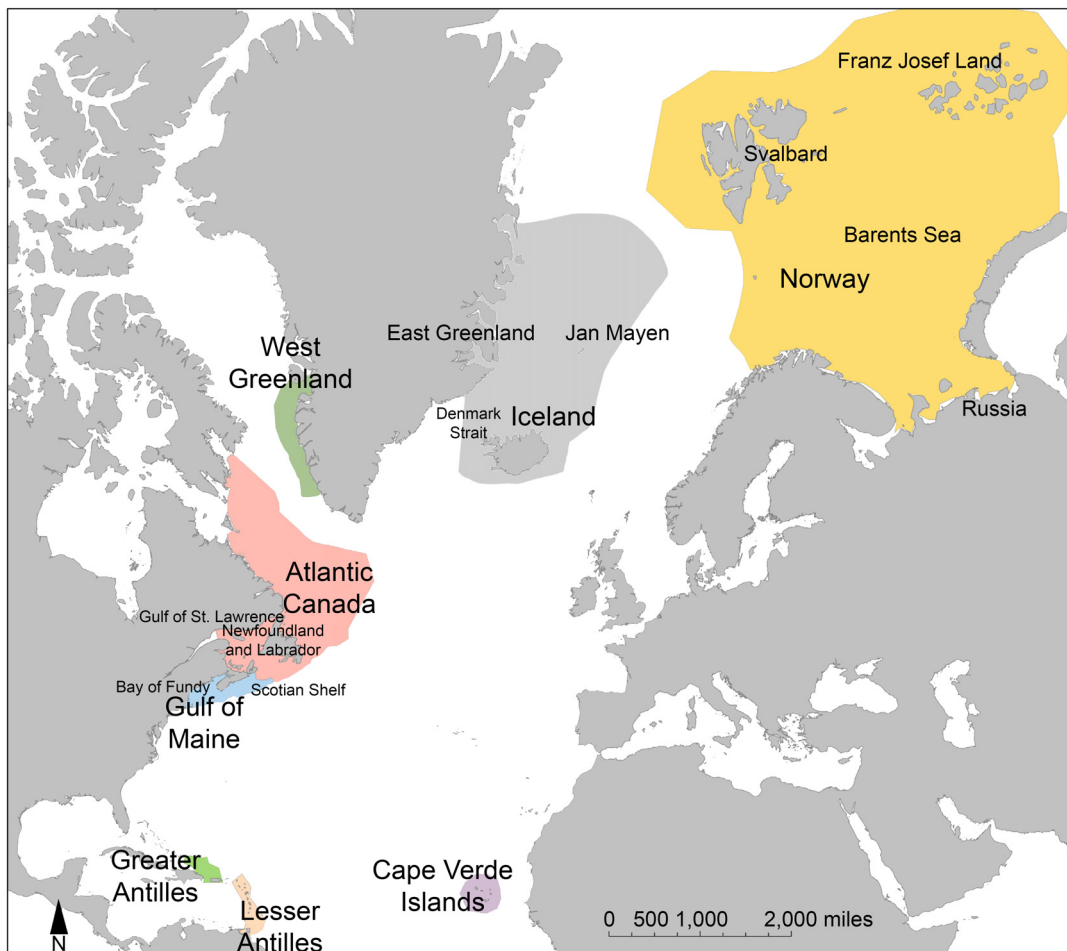 Franz Josef Land
Svalbard
Barents Sea
Norway
East Greenland
Jan Mayen
West
Greenland
Denmark
Strait
Iceland
Russia
Atlantic
Canada
Gulf of St. Lawrence
Newfoundland
and Labrador
Bay of Fundy
Scotian Shelf
Gulf of
Maine
Greater
Antilles
Cape Verde
Islands
Lesser
Antilles
0 500 1,000 2,000 miles
N